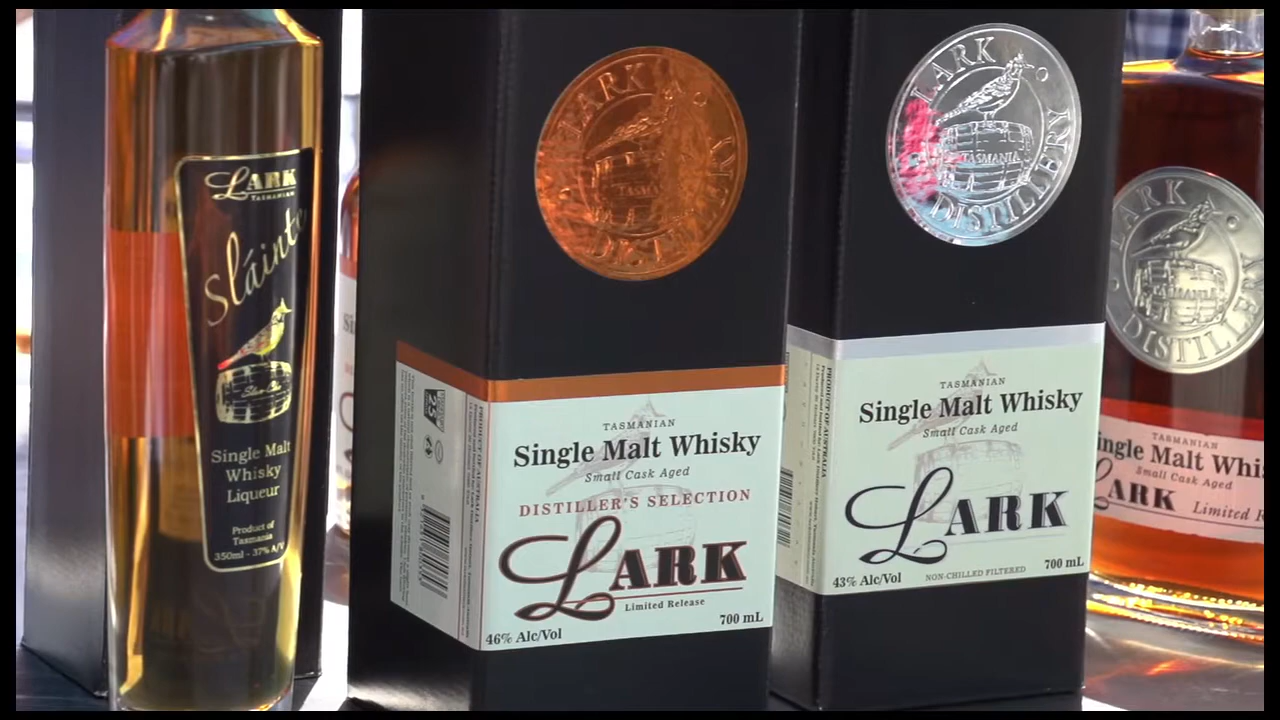 LARK
TASMANIAN
Sláinte
Single Malt
Whisky
Liqueur
Product of
Tasmania
350ml - 37% A/V
LARK
DISTILLERY
TASMANIA
25
PRODUCT OF AUSTRALIA
TASMANIAN
Single Malt Whisky
Small Cask Aged
DISTILLER'S SELECTION
LARK
Limited Release
46% Alc/Vol
700 mL
LARK
DISTILLERY
TASMANIA
PRODUCT OF AUSTRALIA
TASMANIAN
Single Malt Whisky
Small Cask Aged
LARK
43% Alc/Vol
NON-CHILLED FILTERED
700 mL
LARK
DISTILLERY
TASMANIA
TASMANIAN
ingle Malt Whis
Small Cask Aged
LARK
Limited R